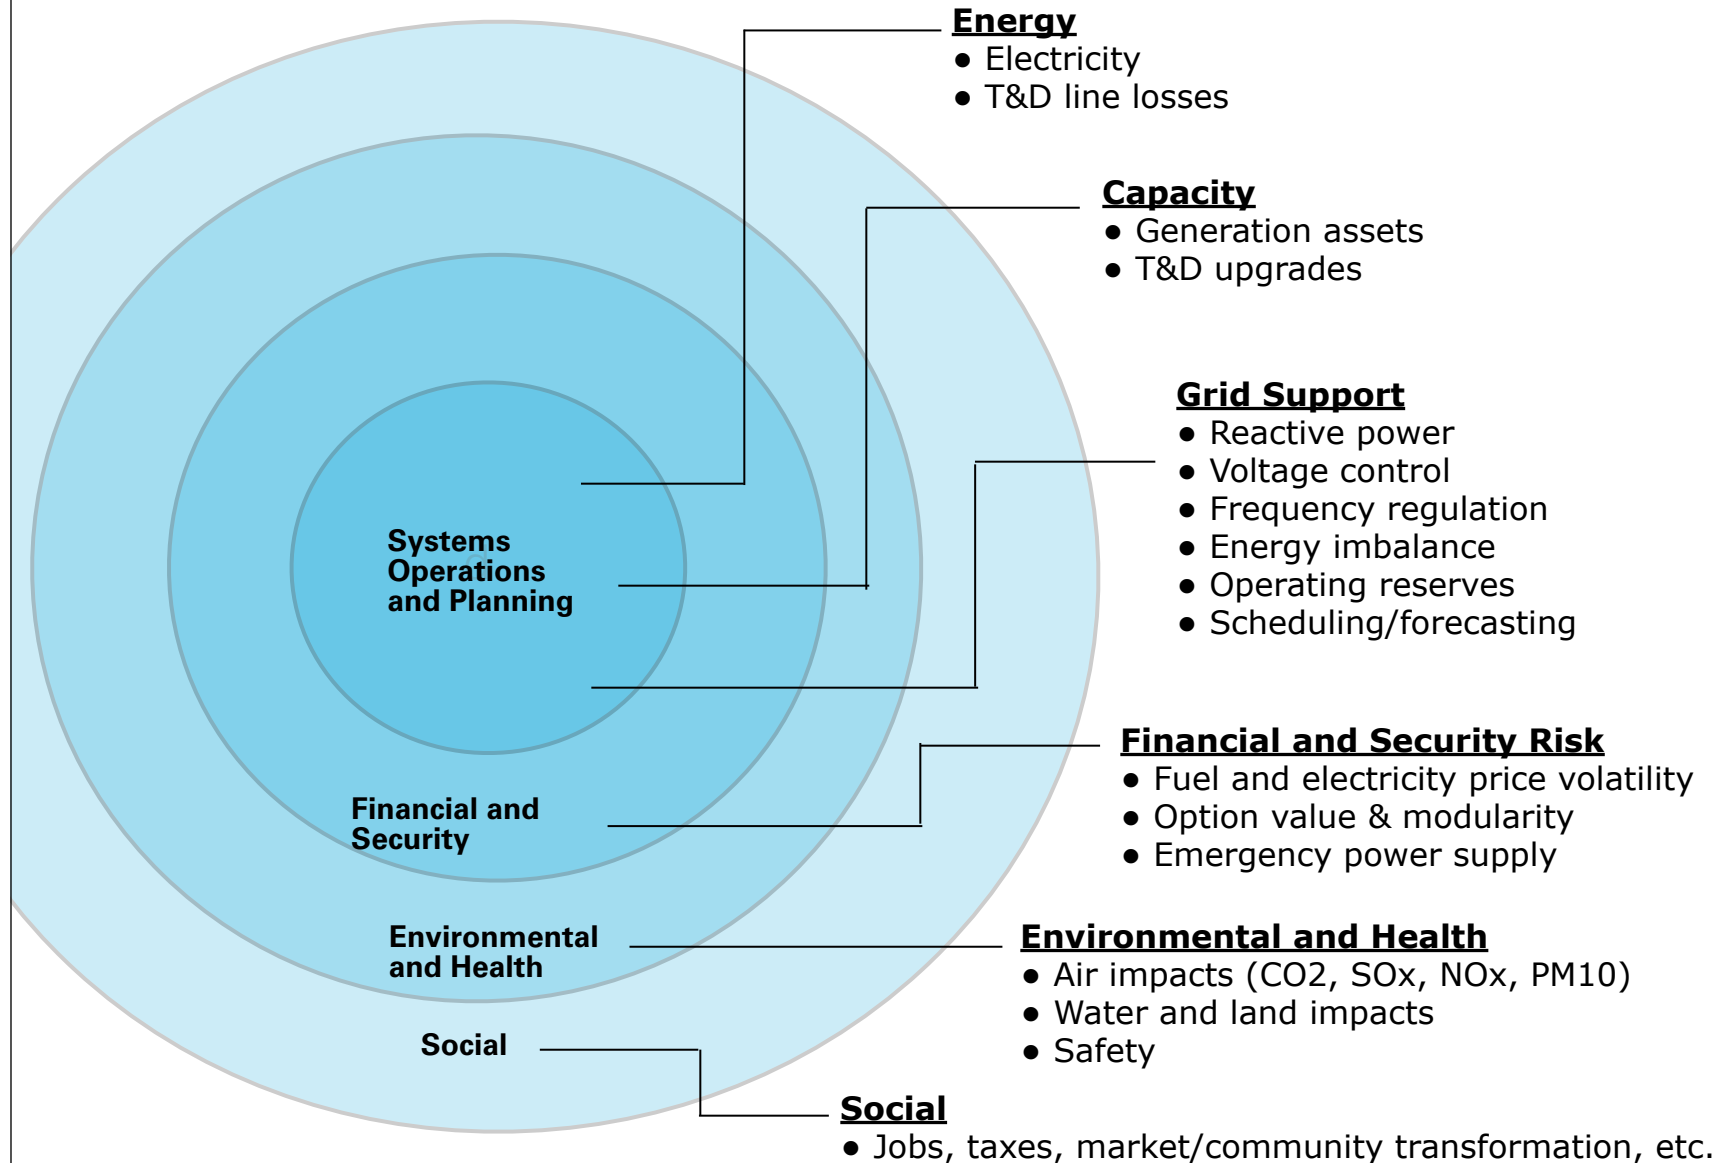 Energy
● Electricity
● T&D line losses
Capacity
● Generation assets
● T&D upgrades
Grid Support
● Reactive power
● Voltage control
● Frequency regulation
● Energy imbalance
● Operating reserves
● Scheduling/forecasting
Financial and Security Risk
● Fuel and electricity price volatility
● Option value & modularity
● Emergency power supply
Environmental and Health
● Air impacts (CO2, SOx, NOx, PM10)
● Water and land impacts
● Safety
Social
● Jobs, taxes, market/community transformation, etc.
Systems
Operations
and Planning
Financial and
Security
Environmental
and Health
Social